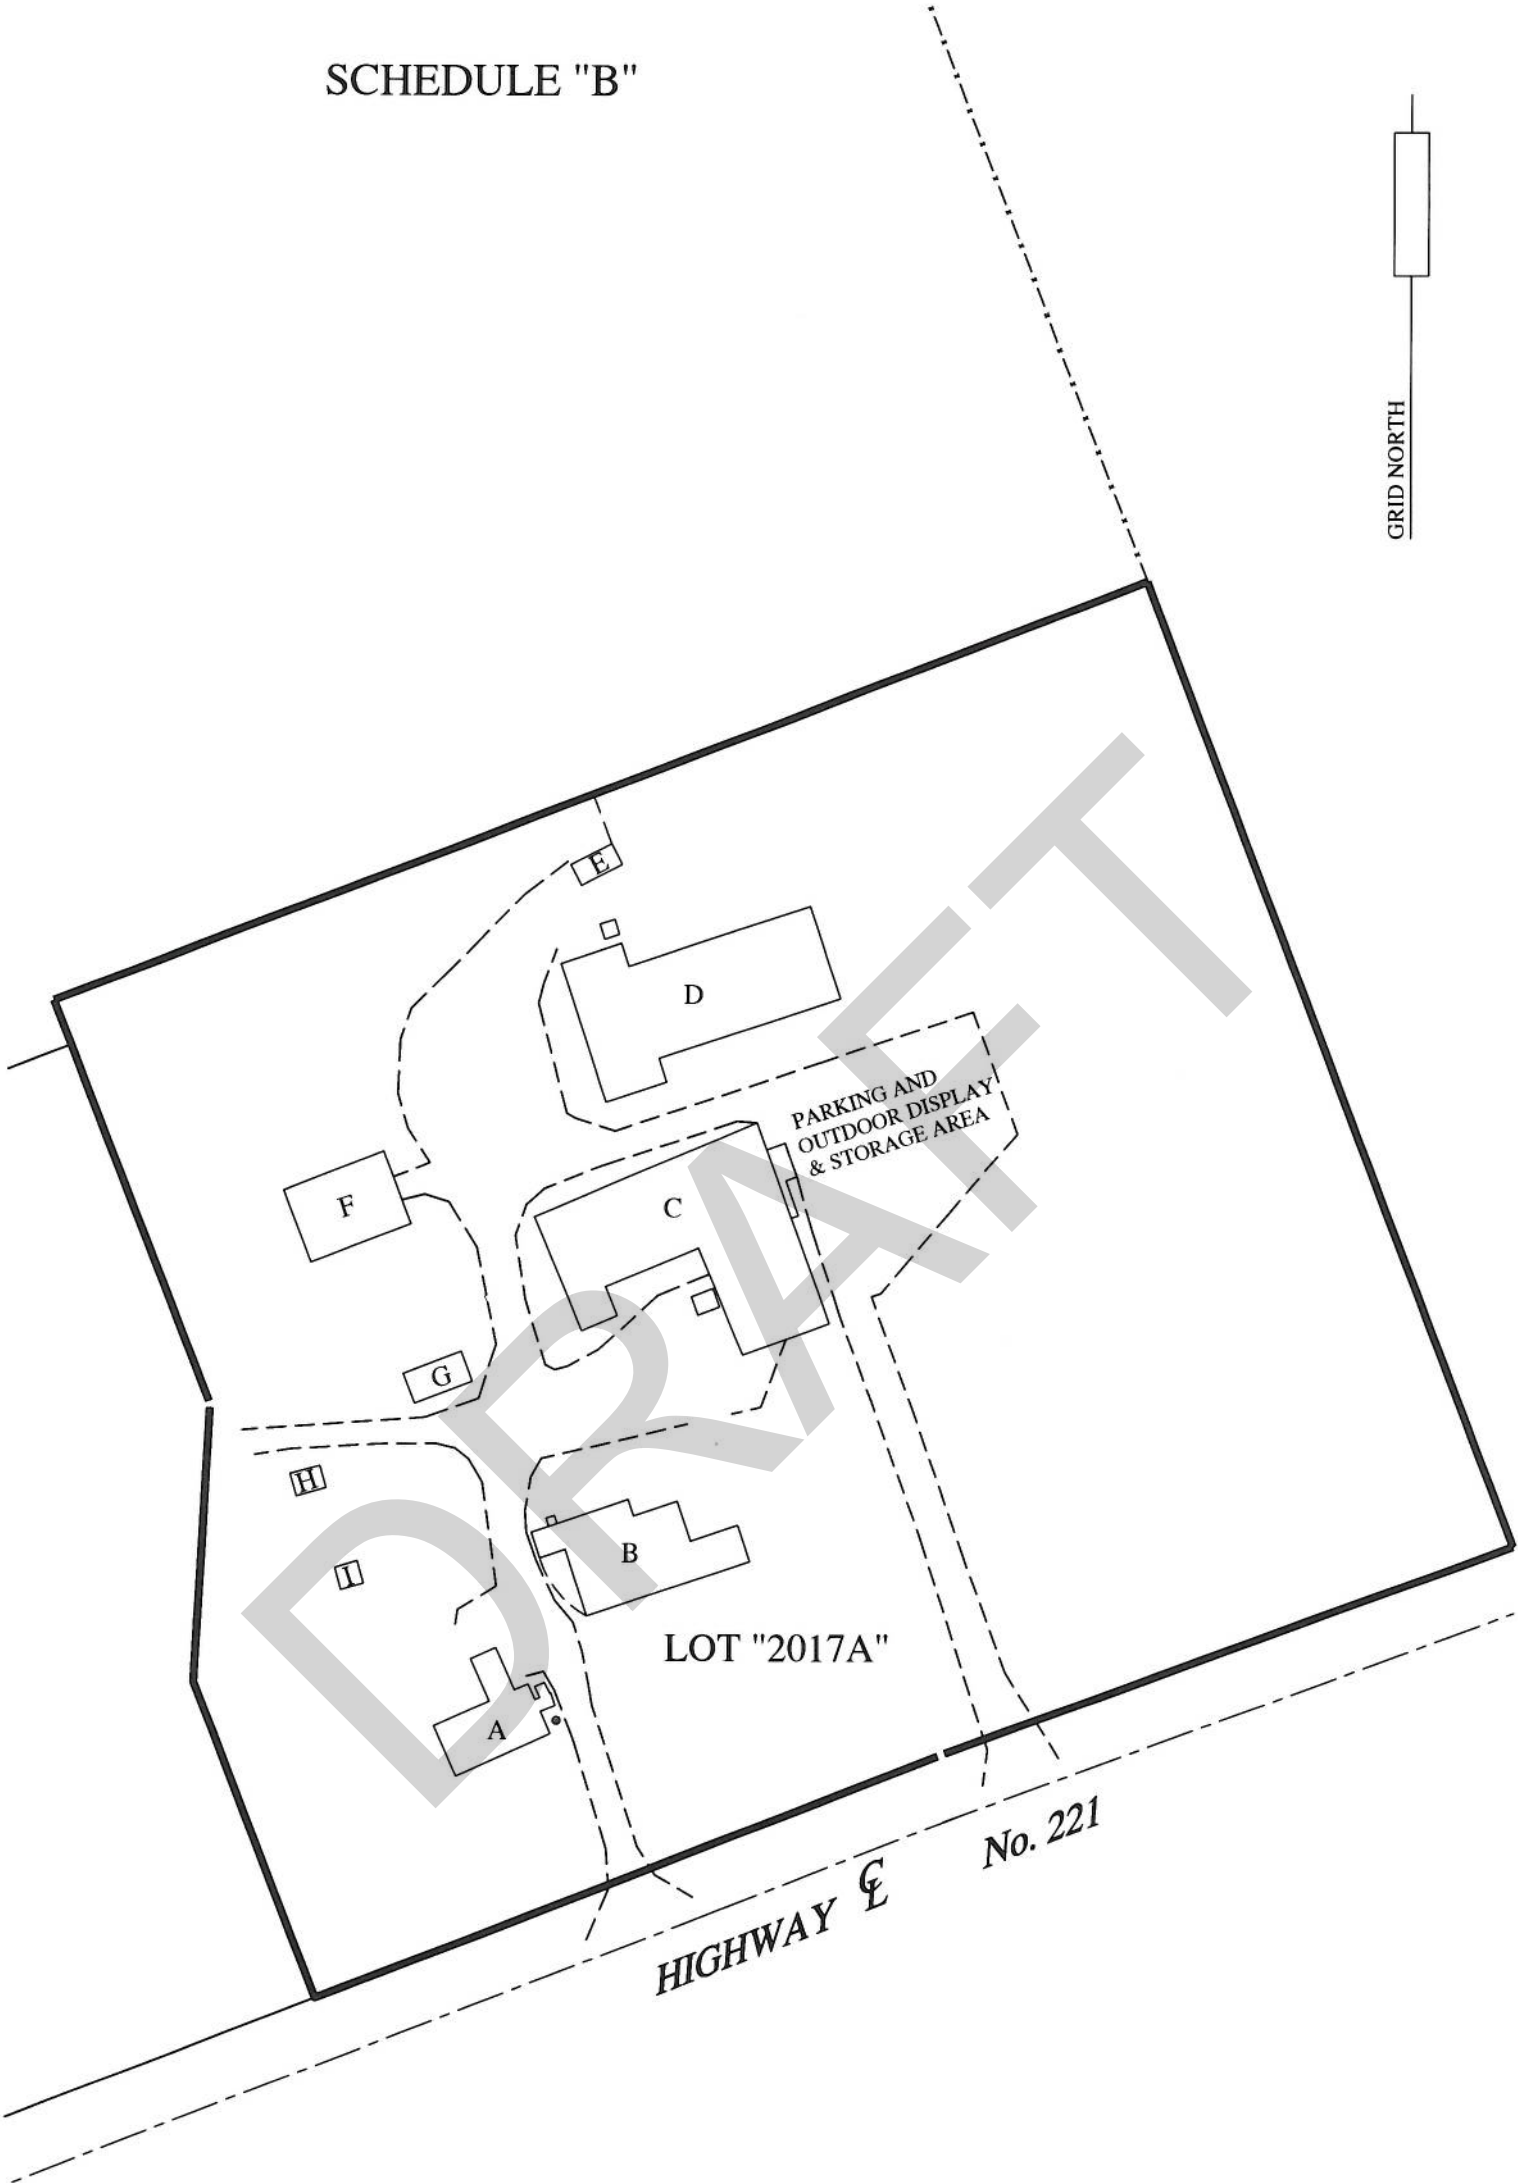 SCHEDULE "B"
GRID NORTH
E
D
PARKING AND
OUTDOOR DISPLAY
& STORAGE AREA
F
C
G
H
B
I
LOT "2017A"
A
HIGHWAY ℄ No. 221
DRAFT